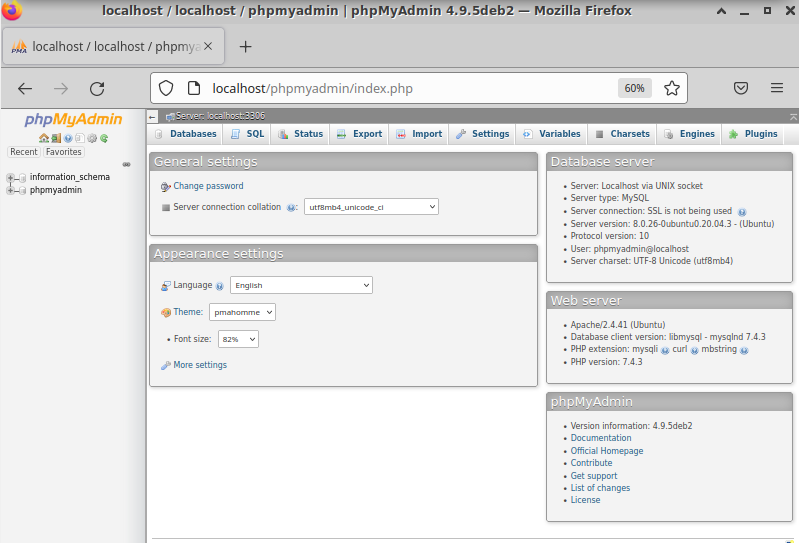 localhost / localhost / phpmyadmin | phpMyAdmin 4.9.5deb2 — Mozilla Firefox
localhost / localhost / phpmy
localhost/phpmyadmin/index.php
60%
phpMyAdmin
Recent Favorites
information_schema
phpmyadmin
Server: localhost:3306
Databases SQL Status Export Import Settings Variables Charsets Engines Plugins
General settings
Change password
Server connection collation : utf8mb4_unicode_ci
Appearance settings
Language English
Theme: pmahomme
• Font size: 82%
More settings
Database server
• Server: Localhost via UNIX socket
• Server type: MySQL
• Server connection: SSL is not being used
• Server version: 8.0.26-0ubuntu0.20.04.3 - (Ubuntu)
• Protocol version: 10
• User: phpmyadmin@localhost
• Server charset: UTF-8 Unicode (utf8mb4)
Web server
• Apache/2.4.41 (Ubuntu)
• Database client version: libmysql - mysqlnd 7.4.3
• PHP extension: mysqli curl mbstring
• PHP version: 7.4.3
phpMyAdmin
• Version information: 4.9.5deb2
• Documentation
• Official Homepage
• Contribute
• Get support
• List of changes
• License